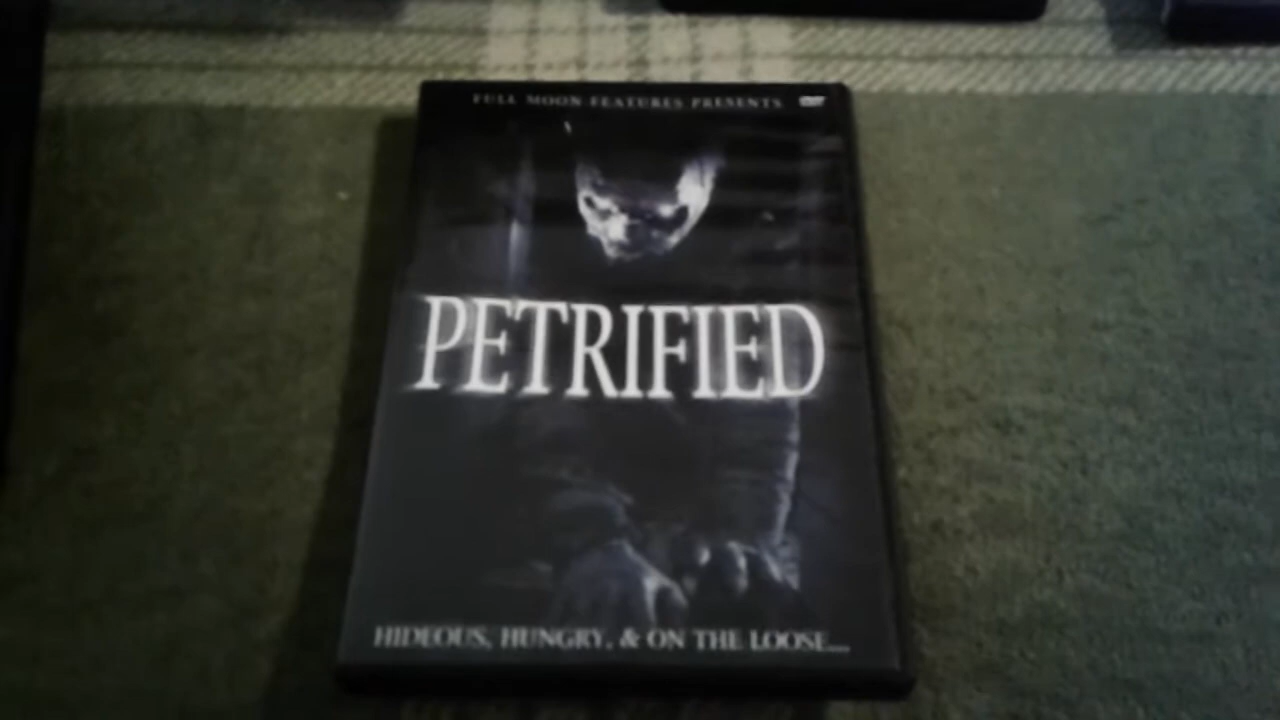 FULL MOON FEATURES PRESENTS DVD
PETRIFIED
HIDEOUS, HUNGRY, & ON THE LOOSE...